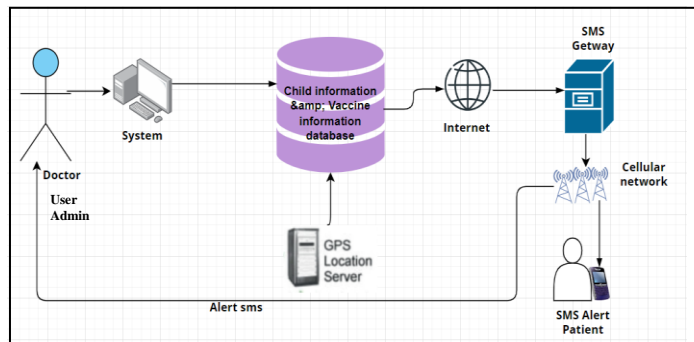 SMS
Getway
Child information
&amp; Vaccine
information
database
System
Internet
Doctor
User
Admin
Cellular
network
GPS
Location
Server
Alert sms
SMS Alert
Patient